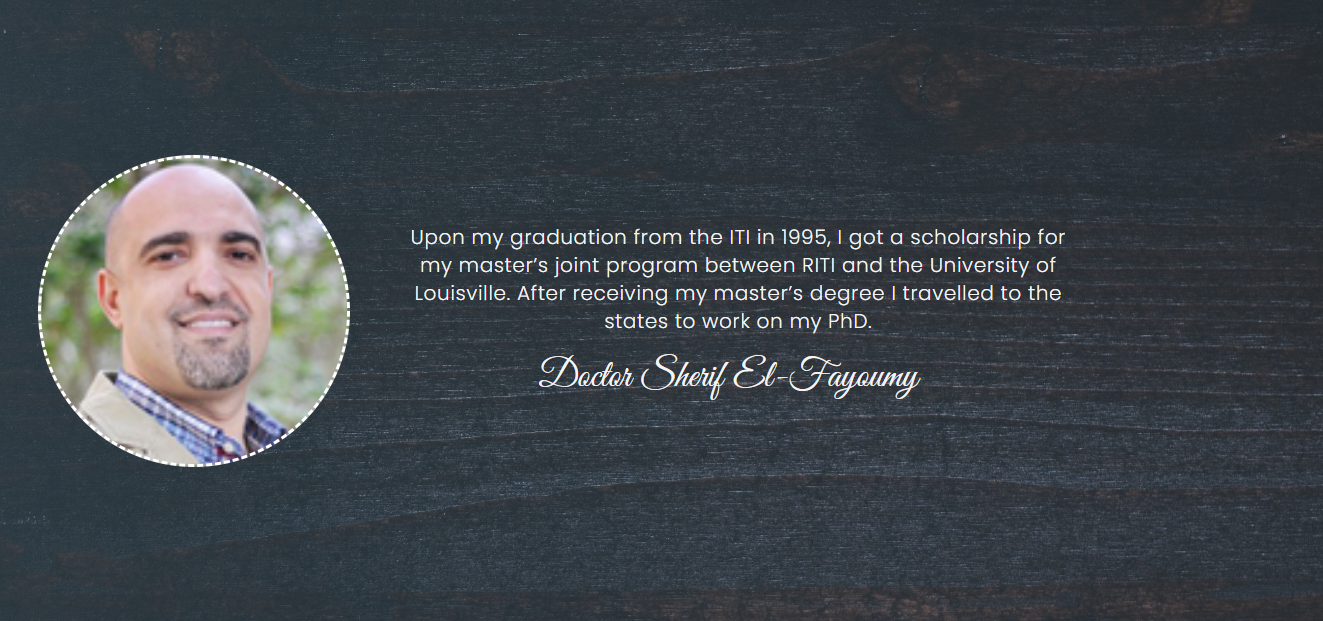 Upon my graduation from the ITI in 1995, I got a scholarship for
my master’s joint program between RITI and the University of
Louisville. After receiving my master’s degree I travelled to the
states to work on my PhD.
Doctor Sherif El-Fayoumy